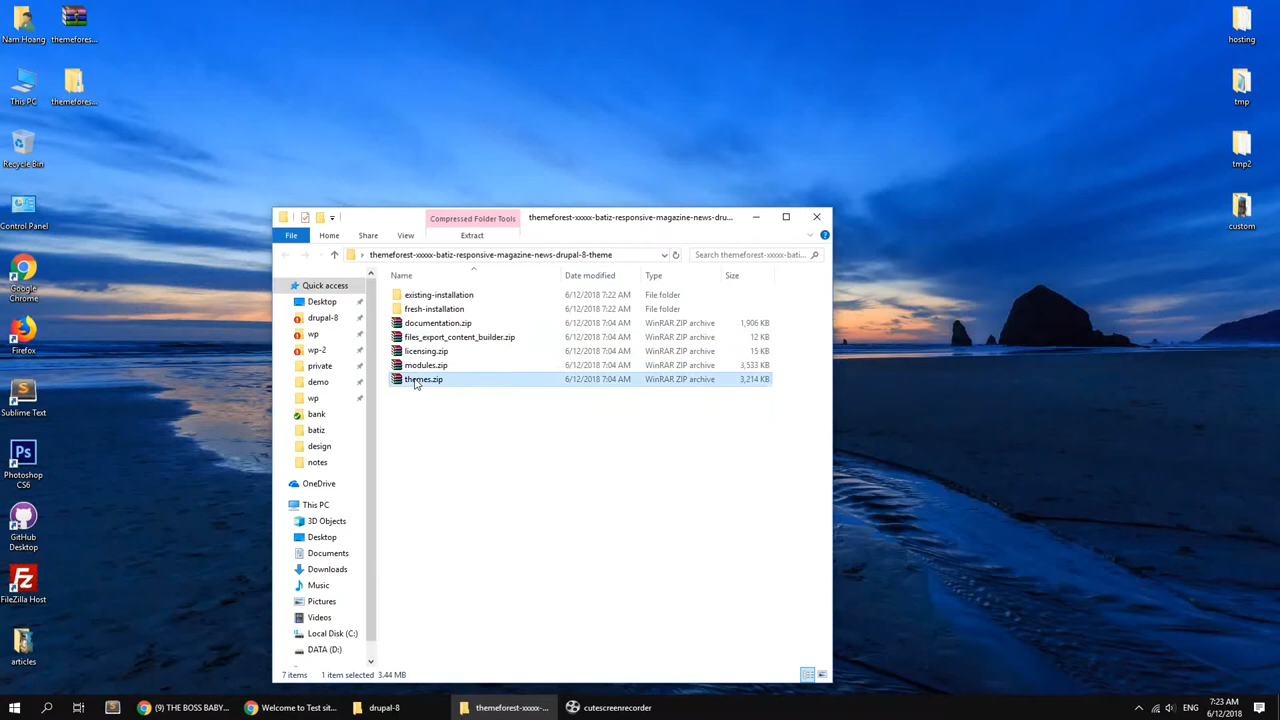 Nam Hoang
themefores...
This PC
themefores...
Recycle Bin
Control Panel
Google
Chrome
Firefox
Sublime Text
Photoshop
CS6
GitHub
Desktop
FileZilla Host
articles
hosting
tmp
tmp2
custom
Compressed Folder Tools
themeforest-xxxxx-batiz-responsive-magazine-news-dru...
File
Home
Share
View
Extract
themeforest-xxxxx-batiz-responsive-magazine-news-drupal-8-theme
Search themeforest-xxxxx-bati...
Name
Date modified
Type
Size
Quick access
Desktop
drupal-8
wp
wp-2
private
demo
wp
bank
batiz
design
notes
OneDrive
This PC
3D Objects
Desktop
Documents
Downloads
Music
Pictures
Videos
Local Disk (C:)
DATA (D:)
existing-installation 6/12/2018 7:22 AM File folder
fresh-installation 6/12/2018 7:22 AM File folder
documentation.zip 6/12/2018 7:04 AM WinRAR ZIP archive 1,906 KB
files_export_content_builder.zip 6/12/2018 7:04 AM WinRAR ZIP archive 12 KB
licensing.zip 6/12/2018 7:04 AM WinRAR ZIP archive 15 KB
modules.zip 6/12/2018 7:04 AM WinRAR ZIP archive 3,533 KB
themes.zip 6/12/2018 7:04 AM WinRAR ZIP archive 3,214 KB
7 items 1 item selected 3.44 MB
(9) THE BOSS BABY...
Welcome to Test sit...
drupal-8
themeforest-xxxxx-...
cutescreenrecorder
7:23 AM
6/12/2018